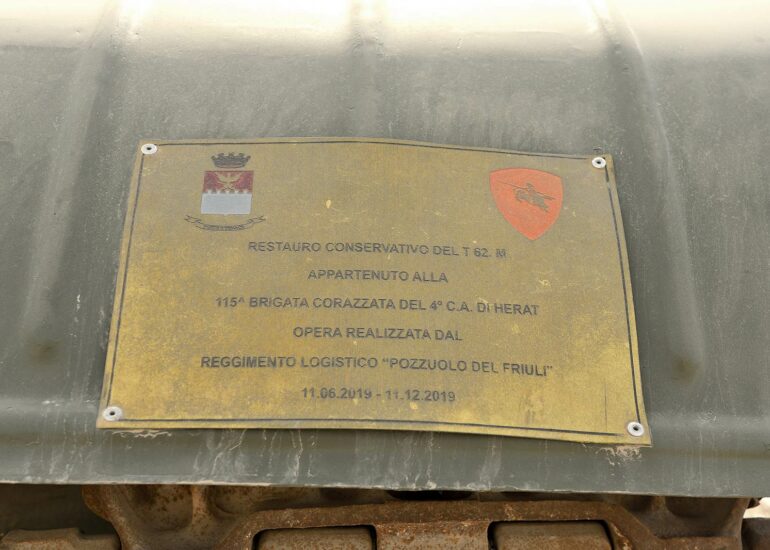 RESTAURO CONSERVATIVO DEL T 62. M
APPARTENUTO ALLA
115ᴬ BRIGATA CORAZZATA DEL 4° C.A. DI HERAT
OPERA REALIZZATA DAL
REGGIMENTO LOGISTICO "POZZUOLO DEL FRIULI"
11.06.2019 - 11.12.2019